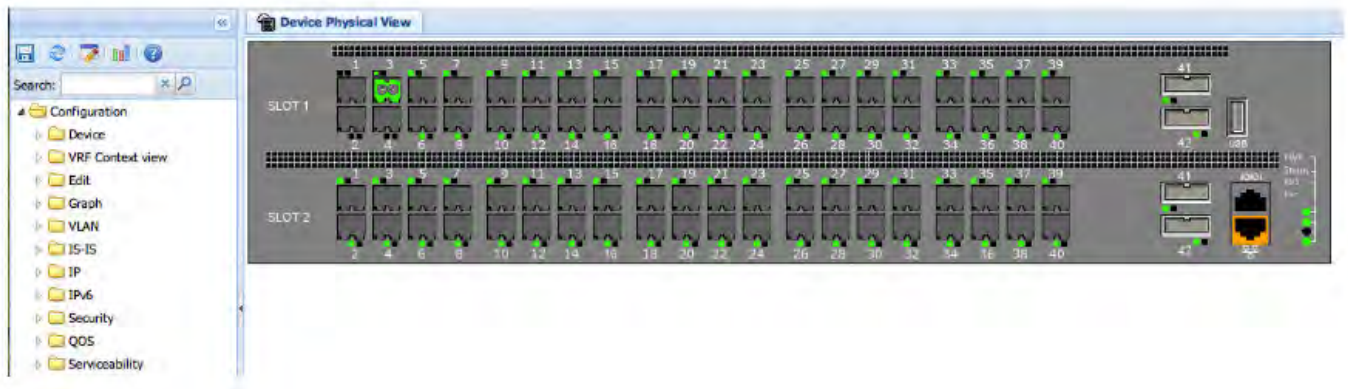 Device Physical View
Search:
Configuration
Device
VRF Context view
Edit
Graph
VLAN
IS-IS
IP
IPv6
Security
QOS
Serviceability
1 3 5 7 9 11 13 15 17 19 21 23 25 27 29 31 33 35 37 39 41
SLOT 1
2 4 6 8 10 12 14 16 18 20 22 24 26 28 30 32 34 36 38 40 42 USB
1 3 5 7 9 11 13 15 17 19 21 23 25 27 29 31 33 35 37 39 41
SLOT 2
2 4 6 8 10 12 14 16 18 20 22 24 26 28 30 32 34 36 38 40 42